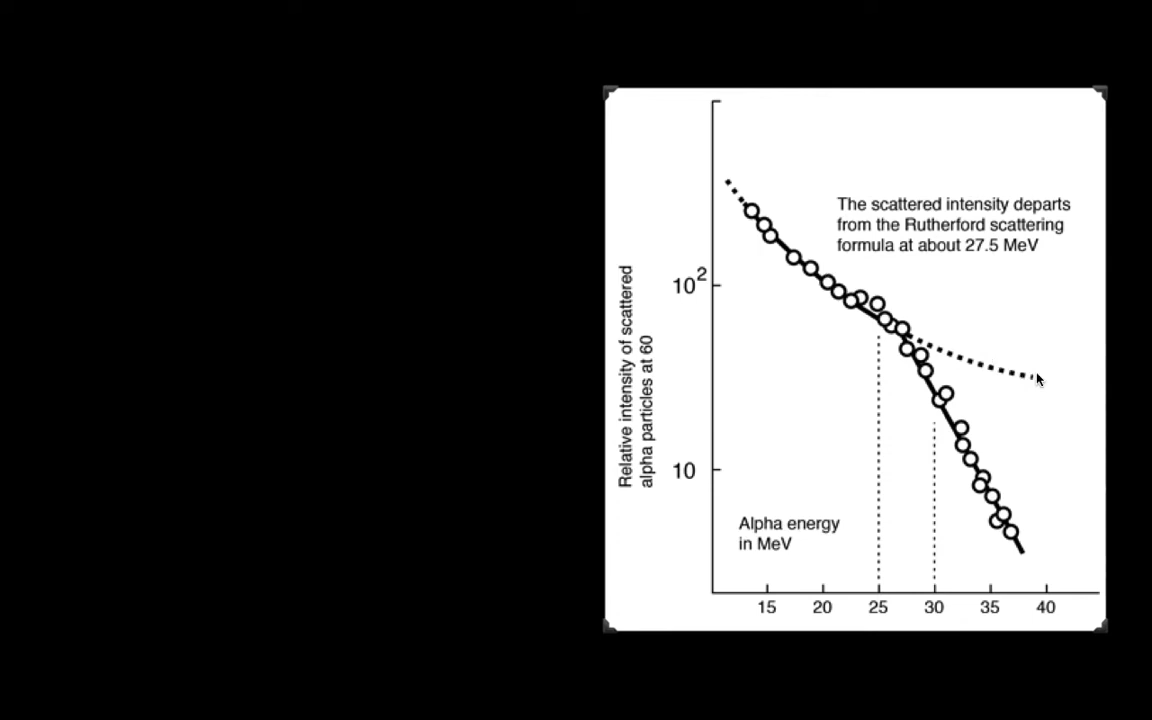 The scattered intensity departs
from the Rutherford scattering
formula at about 27.5 MeV
Relative intensity of scattered
alpha particles at 60
10²
10
Alpha energy
in MeV
15 20 25 30 35 40